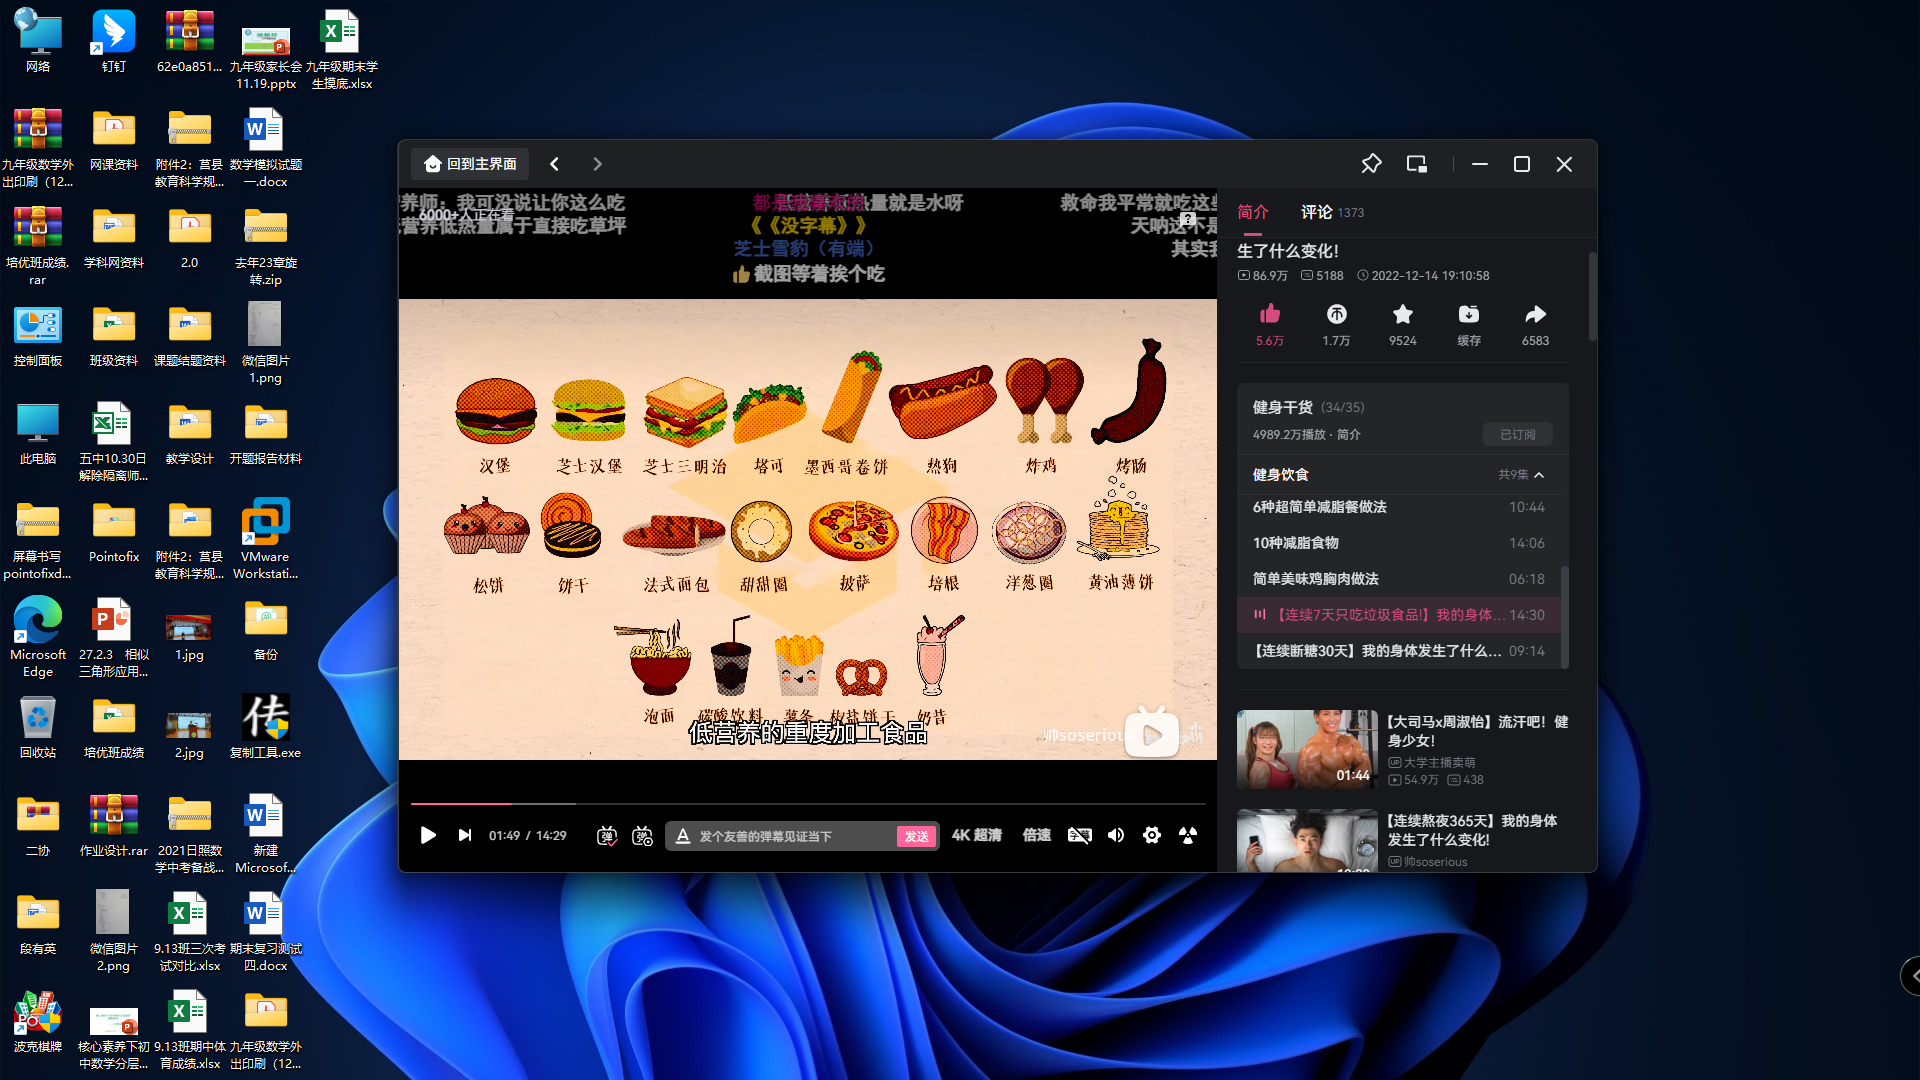 网络
钉钉
62e0a851...
九年级家长会
11.19.pptx
九年级期末学
生摸底.xlsx
九年级数学外
出印刷（12...
网课资料
附件2：莒县
教育科学规...
数学模拟试题
一.docx
培优班成绩.
rar
学科网资料
2.0
去年23章旋
转.zip
控制面板
班级资料
课题结题资料
微信图片
1.png
此电脑
五中10.30日
解除隔离师...
教学设计
开题报告材料
屏幕书写
pointofixd...
Pointofix
附件2：莒县
教育科学规...
VMware
Workstati...
Microsoft
Edge
27.2.3 相似
三角形应用...
1.jpg
备份
回收站
培优班成绩
2.jpg
复制工具.exe
二协
作业设计.rar
2021日照数
学中考备战...
新建
Microsof...
段有英
微信图片
2.png
9.13班三次考
试对比.xlsx
期末复习测试
四.docx
波克棋牌
核心素养下初
中数学分层...
9.13班期中体
育成绩.xlsx
九年级数学外
出印刷（12...
回到主界面
养师：我可没说让你这么吃
6000+人正在看
热量就是水呀
救命我平常就吃这些
低营养低热量属于直接吃草坪
《《没字幕》》
天呐这不是
芝士雪豹（有端）
其实我
截图等着挨个吃
汉堡
芝士汉堡
芝士三明治
塔可
墨西哥卷饼
热狗
炸鸡
烤肠
松饼
饼干
法式面包
甜甜圈
披萨
培根
洋葱圈
黄油薄饼
泡面
碳酸饮料
薯条
椒盐饼干
奶昔
低营养的重度加工食品
帅soserious
01:49 / 14:29
发个友善的弹幕见证当下
发送
4K 超清
倍速
简介
评论 1373
生了什么变化！
86.9万
5188
2022-12-14 19:10:58
5.6万
1.7万
9524
缓存
6583
健身干货 (34/35)
4989.2万播放 · 简介
已订阅
健身饮食
共9集
6种超简单减脂餐做法 10:44
10种减脂食物 14:06
简单美味鸡胸肉做法 06:18
【连续7天只吃垃圾食品!】我的身体... 14:30
【连续断糖30天】我的身体发生了什么... 09:14
01:44
【大司马x周淑怡】流汗吧！健
身少女！
大学主播卖萌
54.9万 438
【连续熬夜365天】我的身体
发生了什么变化!
帅soserious